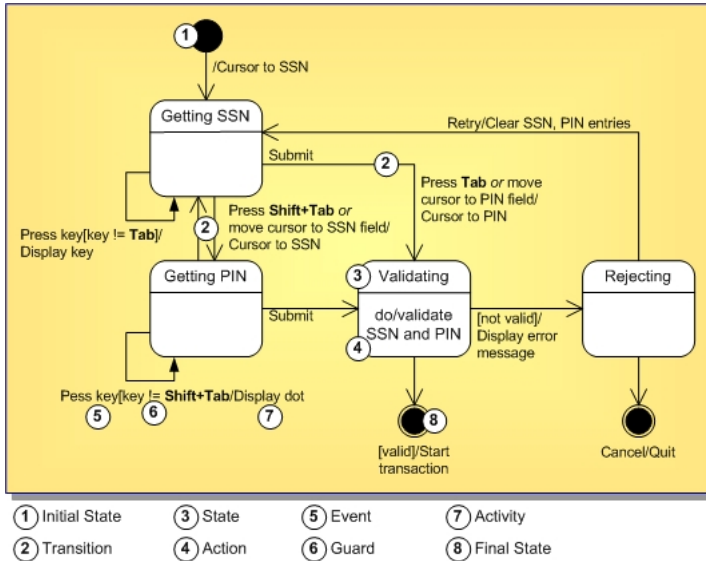 1
/Cursor to SSN
Getting SSN
Retry/Clear SSN, PIN entries
Submit
2
Press Tab or move
cursor to PIN field/
Cursor to PIN
Press key[key != Tab]/
Display key
2
Press Shift+Tab or
move cursor to SSN field/
Cursor to SSN
Getting PIN
3
Validating
Rejecting
do/validate
SSN and PIN
4
Submit
[not valid]/
Display error
message
Pess key[key != Shift+Tab/Display dot
5
6
7
8
[valid]/Start
transaction
Cancel/Quit
1 Initial State
3 State
5 Event
7 Activity
2 Transition
4 Action
6 Guard
8 Final State